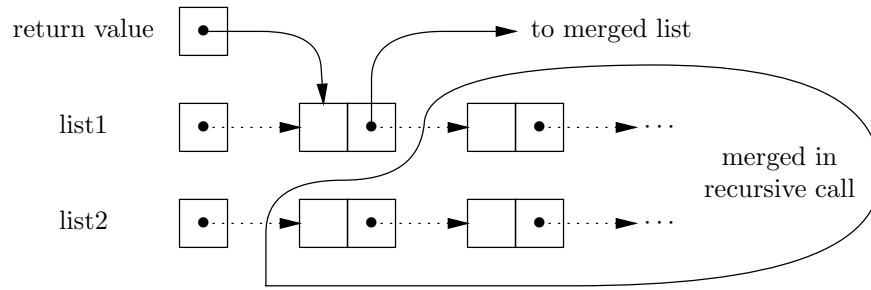 return value
to merged list
list1
···
merged in
recursive call
list2
···